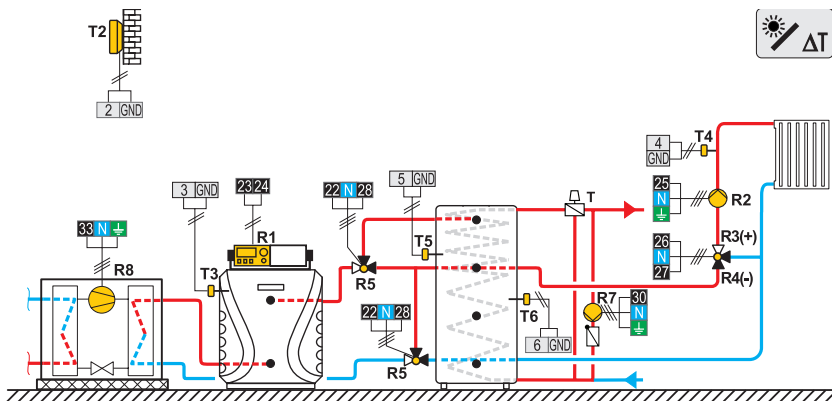 T2
2 GND
ΔT
4
GND
T4
3 GND
23 24
22 N 28
5 GND
25
N
R2
T
33 N
R1
R3(+)
26
N
27
R4(-)
R8
T3
T5
R5
22 N 28
T6
R7
30
N
6 GND
R5